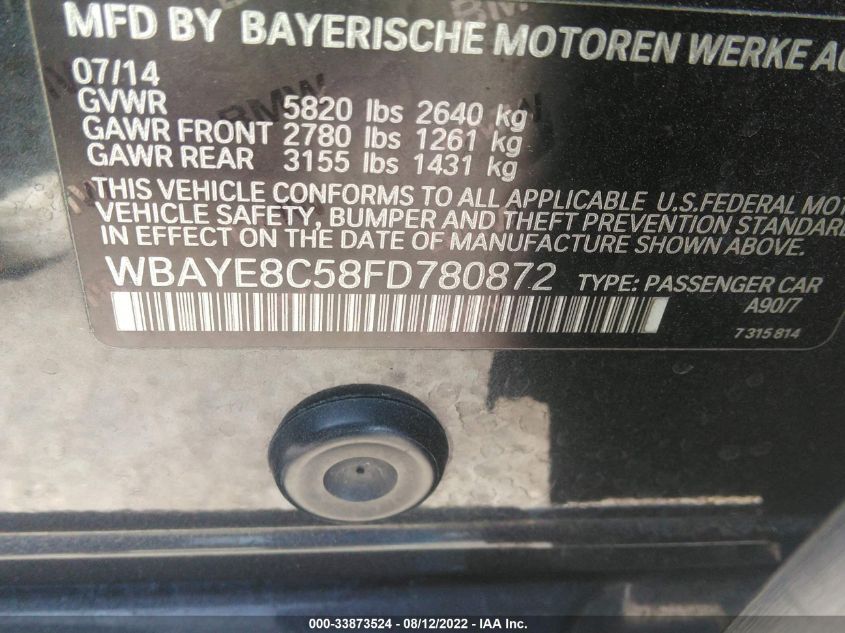 MFD BY BAYERISCHE MOTOREN WERKE AG
07/14
GVWR 5820 lbs 2640 kg
GAWR FRONT 2780 lbs 1261 kg
GAWR REAR 3155 lbs 1431 kg
THIS VEHICLE CONFORMS TO ALL APPLICABLE U.S.FEDERAL MOT
VEHICLE SAFETY, BUMPER AND THEFT PREVENTION STANDARD
IN EFFECT ON THE DATE OF MANUFACTURE SHOWN ABOVE.
WBAYE8C58FD780872 TYPE: PASSENGER CAR
A90/7
7 315 814
000-33873524 - 08/12/2022 - © IAA Inc.